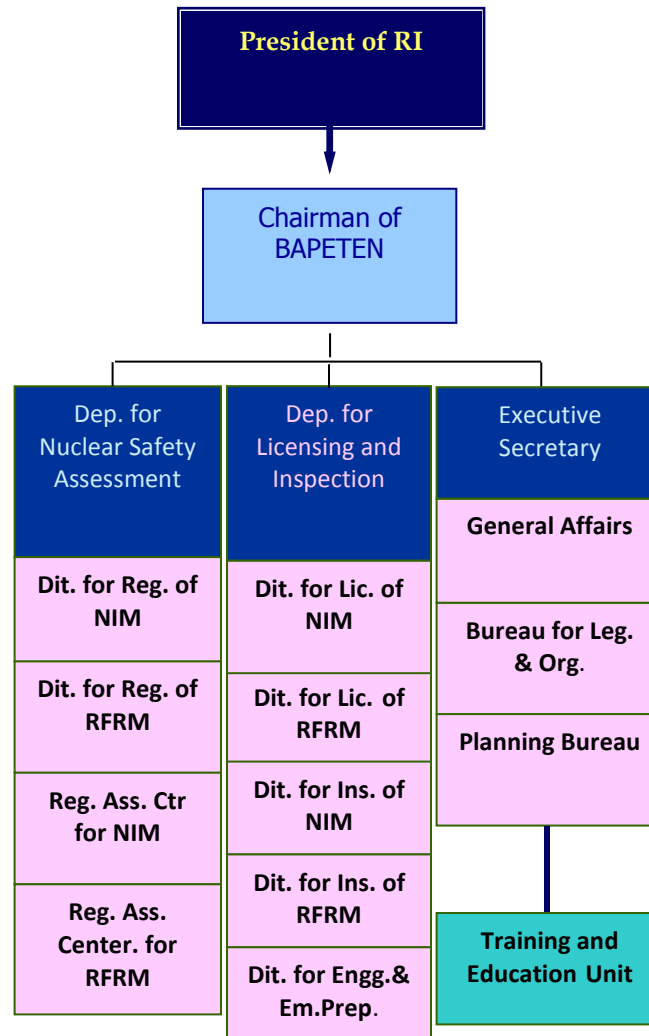 President of RI
Chairman of
BAPETEN
Dep. for
Nuclear Safety
Assessment
Dit. for Reg. of
NIM
Dit. for Reg. of
RFRM
Reg. Ass. Ctr
for NIM
Reg. Ass.
Center. for
RFRM
Dep. for
Licensing and
Inspection
Dit. for Lic. of
NIM
Dit. for Lic. of
RFRM
Dit. for Ins. of
NIM
Dit. for Ins. of
RFRM
Dit. for Engg.&
Em.Prep.
Executive
Secretary
General Affairs
Bureau for Leg.
& Org.
Planning Bureau
Training and
Education Unit